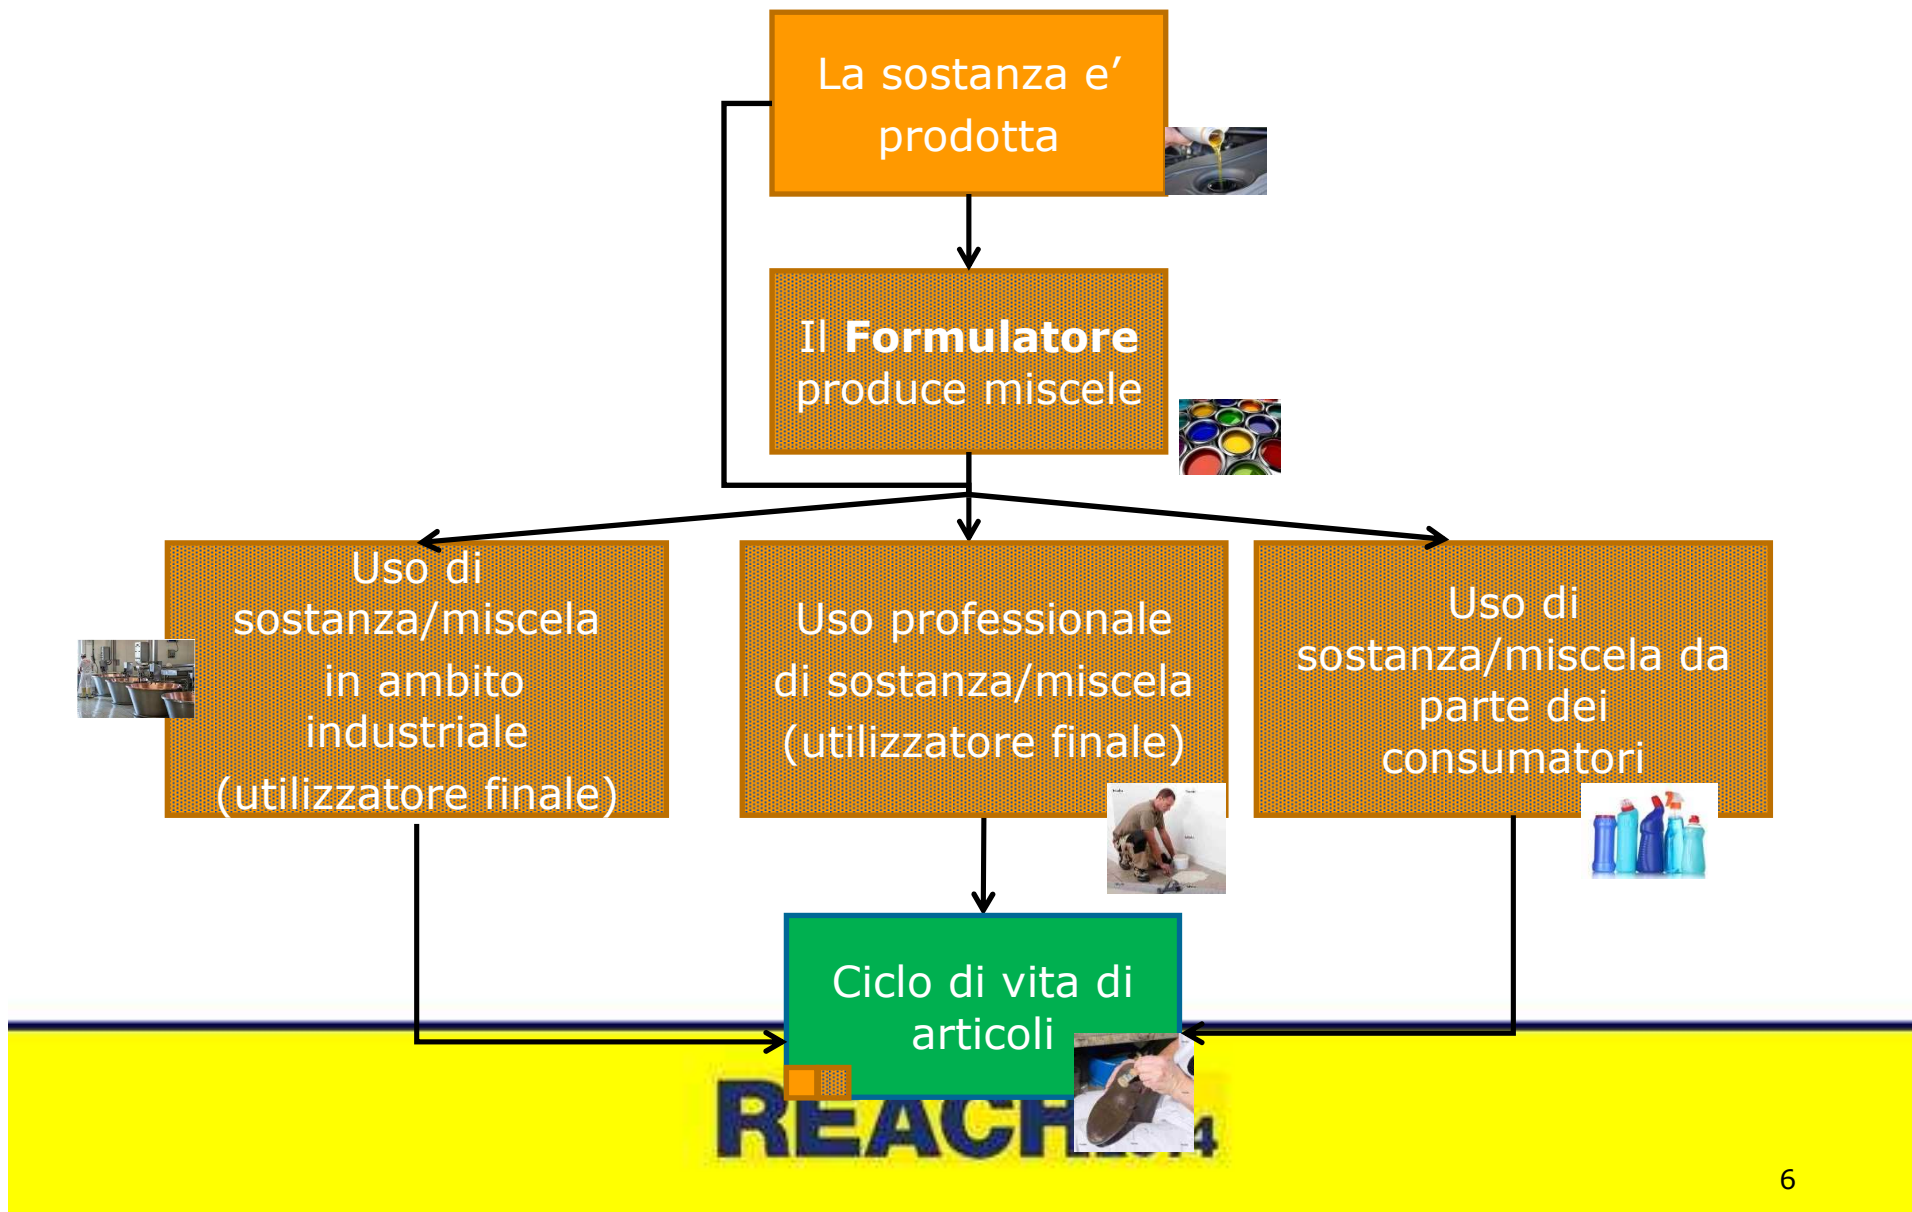 La sostanza e’
prodotta
Il Formulatore
produce miscele
Uso di
sostanza/miscela
in ambito
industriale
(utilizzatore finale)
Uso professionale
di sostanza/miscela
(utilizzatore finale)
Uso di
sostanza/miscela da
parte dei
consumatori
Ciclo di vita di
articoli
REACH
6